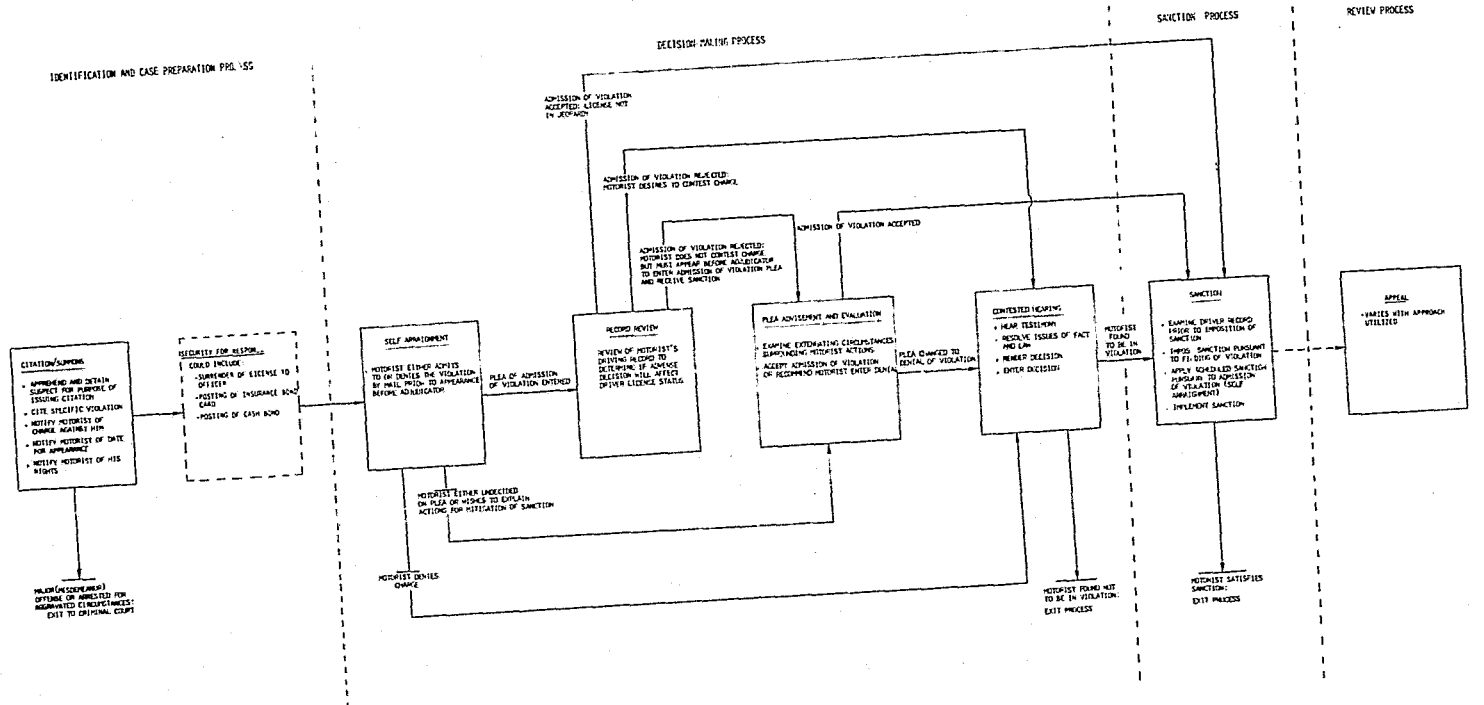 IDENTIFICATION AND CASE PREPARATION
DECISION-MAKING PROCESS
SANCTION PROCESS
REVIEW PROCESS
CITATION/SUMMONS
APPREHEND AND DETAIN
SUSPECT FOR PURPOSE OF
ISSUING CITATION
CITE SPECIFIC VIOLATION
NOTIFY MOTORIST OF
CHARGE AGAINST HIM
NOTIFY MOTORIST OF DATE
FOR APPEARANCE
NOTIFY MOTORIST OF HIS
RIGHTS
MAJOR(MISDEMEANOR)
OFFENSE OR ARRESTED FOR
AGGRAVATED CIRCUMSTANCES:
EXIT TO CRIMINAL COURT
SECURITY FOR
COULD INCLUDE:
-SURRENDER OF LICENSE TO
OFFICER
-POSTING OF INSURANCE BOND
CARD
-POSTING OF CASH BOND
SELF ARRAIGNMENT
MOTORIST EITHER ADMITS
TO OR DENIES THE VIOLATION
BY MAIL PRIOR TO APPEARANCE
BEFORE ADJUDICATOR
PLEA OF ADMISSION
OF VIOLATION ENTERED
MOTORIST EITHER UNDECIDED
ON PLEA OR WISHES TO EXPLAIN
ACTIONS FOR MITIGATION OF SANCTION
MOTORIST DENIES
CHARGE
ADMISSION OF VIOLATION
ACCEPTED: LICENSE NOT
IN JEOPARDY
ADMISSION OF VIOLATION REJECTED:
MOTORIST DESIRES TO CONTEST CHARGE
ADMISSION OF VIOLATION REJECTED:
MOTORIST DOES NOT CONTEST CHARGE
BUT MUST APPEAR BEFORE ADJUDICATOR
TO ENTER ADMISSION OF VIOLATION PLEA
AND RECEIVE SANCTION
RECORD REVIEW
REVIEW OF MOTORIST'S
DRIVING RECORD TO
DETERMINE IF ADVERSE
DECISION WILL AFFECT
DRIVER LICENSE STATUS
ADMISSION OF VIOLATION ACCEPTED
PLEA ADVISEMENT AND EVALUATION
EXAMINE EXTENUATING CIRCUMSTANCES
SURROUNDING MOTORIST ACTIONS
ACCEPT ADMISSION OF VIOLATION
OF RECOMMEND MOTORIST ENTER DENIAL
PLEA CHANGED TO
DENIAL OF VIOLATION
CONTESTED HEARING
HEAR TESTIMONY
RESOLVE ISSUES OF FACT
AND LAW
RENDER DECISION
ENTER DECISION
MOTORIST
FOUND
TO BE IN
VIOLATION
MOTORIST FOUND NOT
TO BE IN VIOLATION:
EXIT PROCESS
SANCTION
EXAMINE DRIVER RECORD
PRIOR TO IMPOSITION OF
SANCTION
SANCTION PURSUANT
TO FINDING OF VIOLATION
APPLY SCHEDULED SANCTION
PURSUANT TO ADMISSION
OF VIOLATION (SELF
ARRAIGNMENT)
IMPLEMENT SANCTION
MOTORIST SATISFIES
SANCTION:
EXIT PROCESS
APPEAL
-VARIES WITH APPROACH
UTILIZED